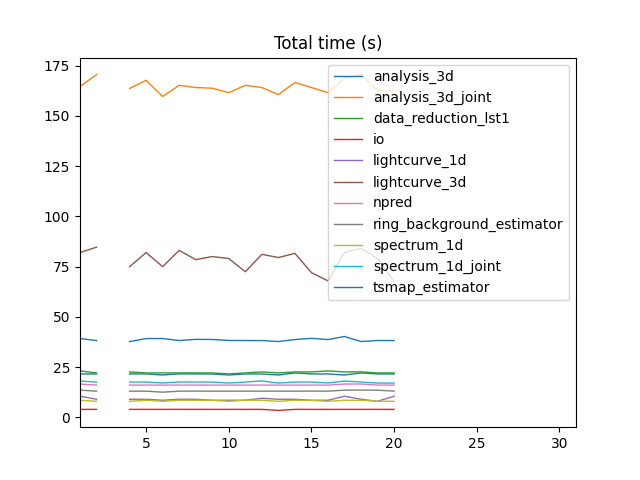 Total time (s)
175
150
125
100
75
50
25
0
5
10
15
20
25
30
analysis_3d
analysis_3d_joint
data_reduction_lst1
io
lightcurve_1d
lightcurve_3d
npred
ring_background_estimator
spectrum_1d
spectrum_1d_joint
tsmap_estimator